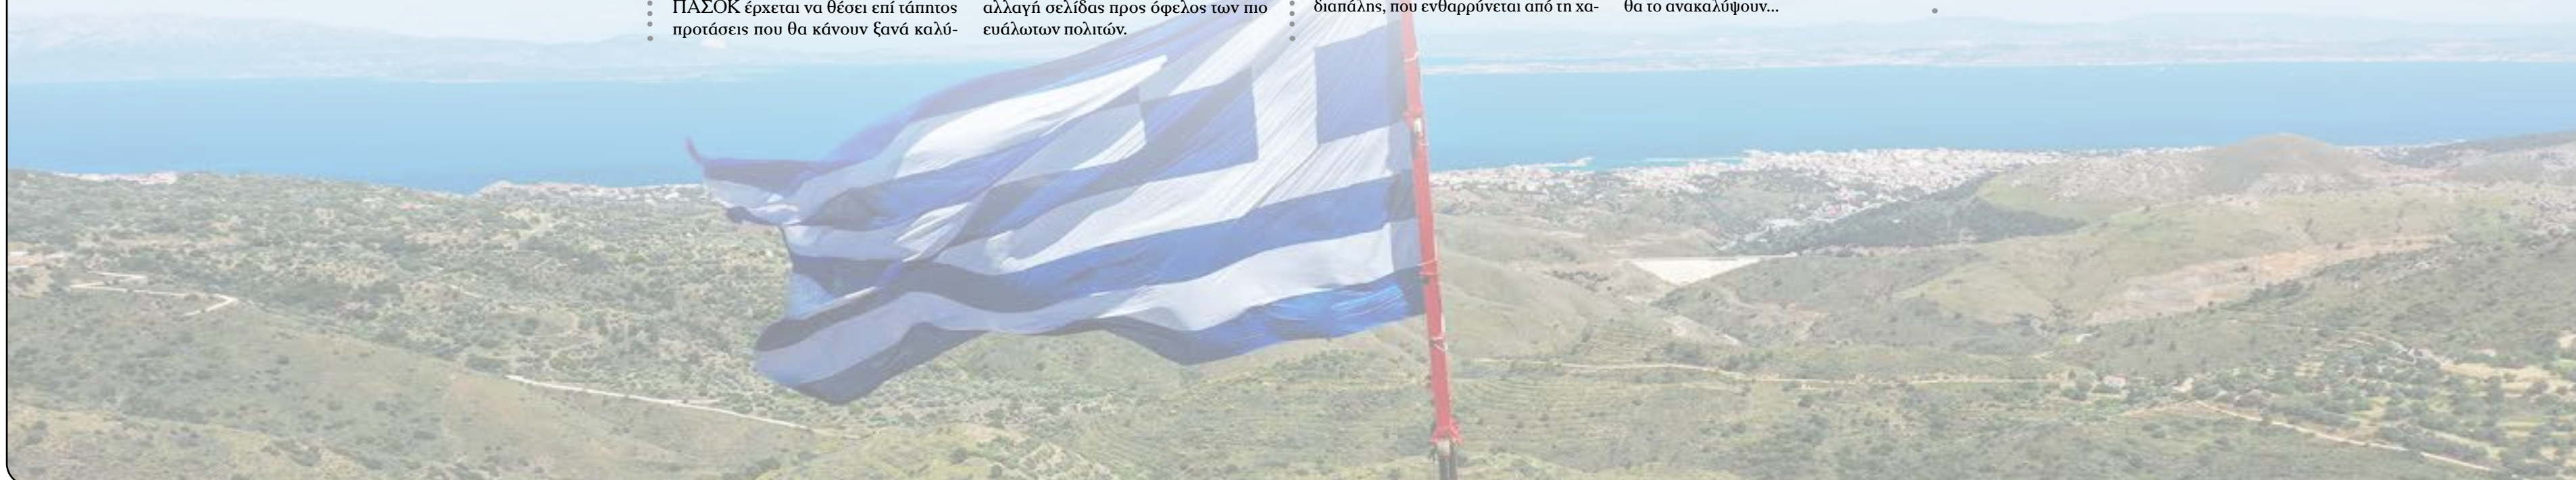 ΠΑΣΟΚ έρχεται να θέσει επί τάπητος
προτάσεις που θα κάνουν ξανά καλύ-
αλλαγή σελίδας προς όφελος των πιο
ευάλωτων πολιτών.
διαπάλης, που ενθαρρύνεται από τη χα-
θα το ανακαλύψουν...